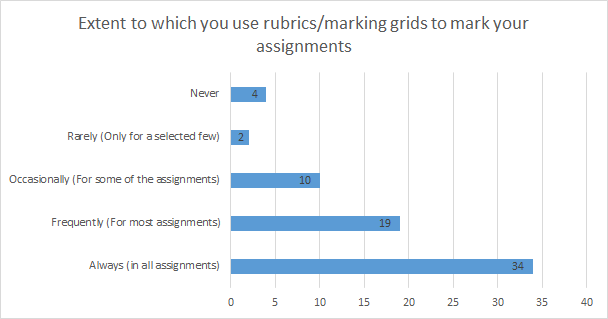 Extent to which you use rubrics/marking grids to mark your
assignments
Never
4
Rarely (Only for a selected few)
2
Occasionally (For some of the assignments)
10
Frequently (For most assignments)
19
Always (in all assignments)
34
0 5 10 15 20 25 30 35 40